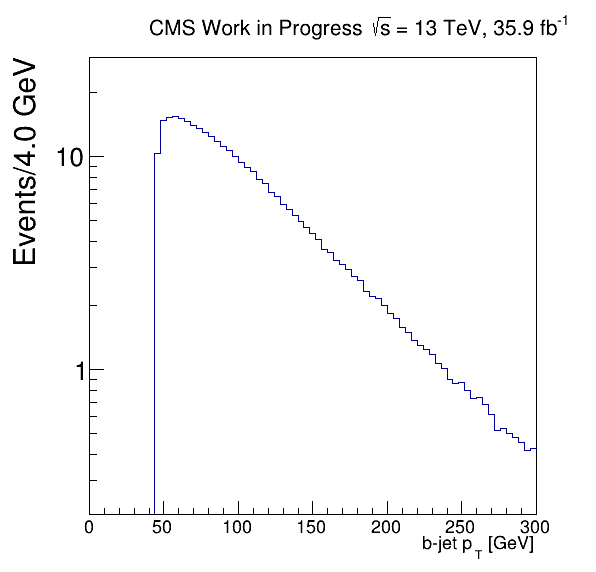 CMS Work in Progress √s = 13 TeV, 35.9 fb⁻¹
Events/4.0 GeV
10
1
0 50 100 150 200 250 300
b-jet p_T [GeV]